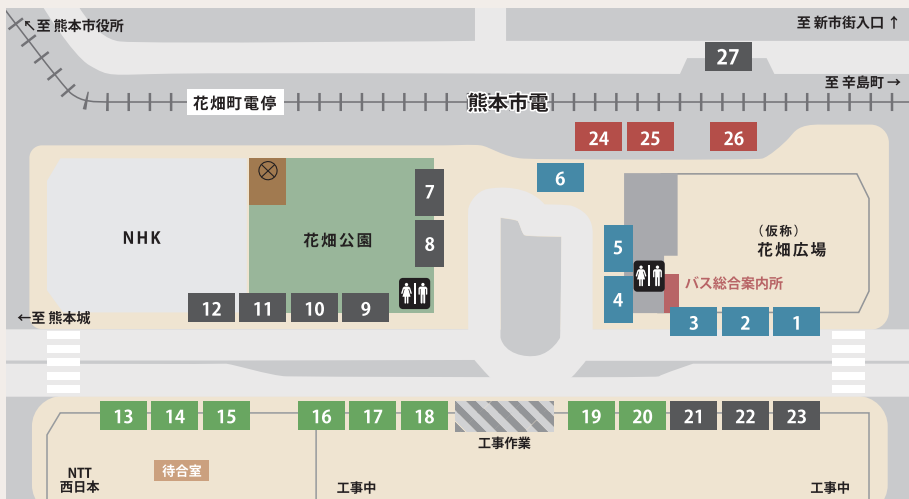 ↖至 熊本市役所
至 新市街入口 ↑
27
至 辛島町 →
花畑町電停
熊本市電
24
25
26
6
7
8
NHK
花畑公園
5
4
(仮称)
花畑広場
バス総合案内所
12
11
10
9
3
2
1
←至 熊本城
13
14
15
16
17
18
19
20
21
22
23
工事作業
待合室
NTT
西日本
工事中
工事中